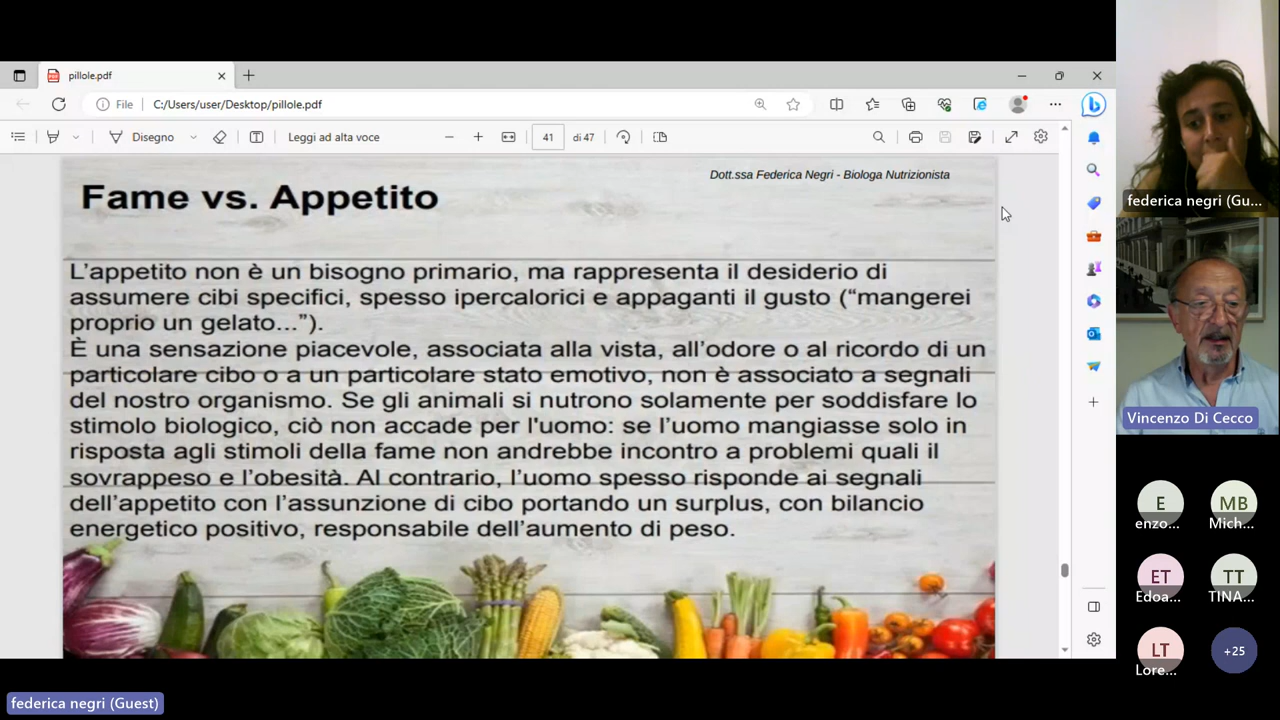 pillole.pdf
File
C:/Users/user/Desktop/pillole.pdf
Disegno
Leggi ad alta voce
41
di 47
Dott.ssa Federica Negri - Biologa Nutrizionista
Fame vs. Appetito
L’appetito non è un bisogno primario, ma rappresenta il desiderio di
assumere cibi specifici, spesso ipercalorici e appaganti il gusto (“mangerei
proprio un gelato...”).
È una sensazione piacevole, associata alla vista, all’odore o al ricordo di un
particolare cibo o a un particolare stato emotivo, non è associato a segnali
del nostro organismo. Se gli animali si nutrono solamente per soddisfare lo
stimolo biologico, ciò non accade per l'uomo: se l’uomo mangiasse solo in
risposta agli stimoli della fame non andrebbe incontro a problemi quali il
sovrappeso e l’obesità. Al contrario, l’uomo spesso risponde ai segnali
dell’appetito con l’assunzione di cibo portando un surplus, con bilancio
energetico positivo, responsabile dell’aumento di peso.
federica negri (Gu...
Vincenzo Di Cecco
E
enzo...
MB
Mich...
ET
Edoa...
TT
TINA...
LT
Lore...
+25
federica negri (Guest)